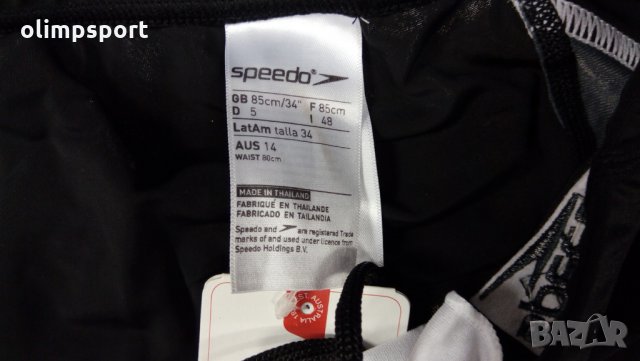 olimpsport
speedo
GB 85cm/34" F 85cm
D 5 I 48
LatAm talla 34
AUS 14
WAIST 80cm
MADE IN THAILAND
FABRIQUÉ EN THAILANDE
FABRICADO EN TAILANDIA
Speedo and are registered Trade
marks of and used under licence from
Speedo Holdings B.V.
AUSTRALIA
BAZAR